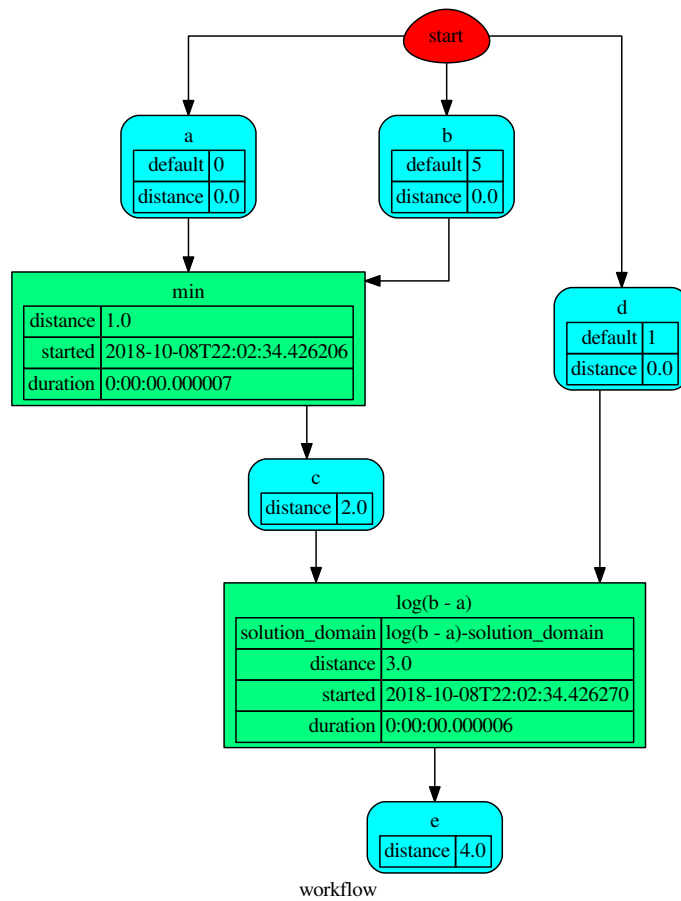 start
a
default 0
distance 0.0
b
default 5
distance 0.0
min
distance 1.0
started 2018-10-08T22:02:34.426206
duration 0:00:00.000007
d
default 1
distance 0.0
c
distance 2.0
log(b - a)
solution_domain log(b - a)-solution_domain
distance 3.0
started 2018-10-08T22:02:34.426270
duration 0:00:00.000006
e
distance 4.0
workflow